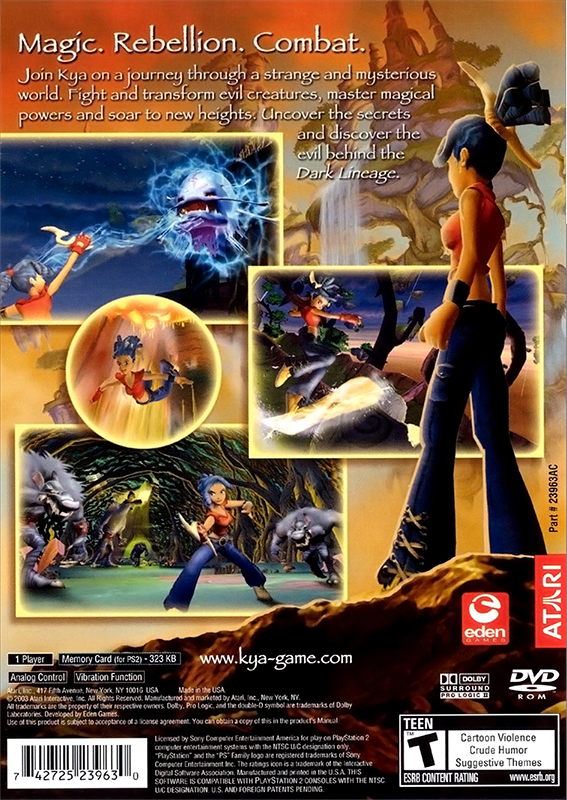 Magic. Rebellion. Combat.
Join Kya on a journey through a strange and mysterious
world. Fight and transform evil creatures, master magical
powers and soar to new heights. Uncover the secrets
and discover the
evil behind the
Dark Lineage.
Part # 23963AC
eden
GAMES
ATARI
1 Player
Memory Card (for PS2) - 323 KB
www.kya-game.com
Analog Control
Vibration Function
Atari, Inc., 417 Fifth Avenue, New York, NY 10016 USA Made in the USA.
© 2003 Atari Interactive, Inc. All Rights Reserved. Manufactured and marketed by Atari, Inc., New York, NY.
All trademarks are the property of their respective owners. Dolby, Pro Logic, and the double-D symbol are trademarks of Dolby
Laboratories. Developed by Eden Games.
Use of this product is subject to acceptance of a license agreement. You can obtain a copy of this in the product's Manual.
DOLBY
SURROUND
PRO LOGIC II
DVD
ROM
Licensed by Sony Computer Entertainment America for play on PlayStation 2
computer entertainment systems with the NTSC U/C designation only.
"PlayStation" and the "PS" Family logo are registered trademarks of Sony
Computer Entertainment Inc. The ratings icon is a trademark of the Interactive
Digital Software Association. Manufactured and printed in the U.S.A. THIS
SOFTWARE IS COMPATIBLE WITH PLAYSTATION 2 CONSOLES WITH THE NTSC
U/C DESIGNATION. U.S. AND FOREIGN PATENTS PENDING.
7 42725 23963 0
TEEN
T
Cartoon Violence
Crude Humor
Suggestive Themes
ESRB CONTENT RATING www.esrb.org